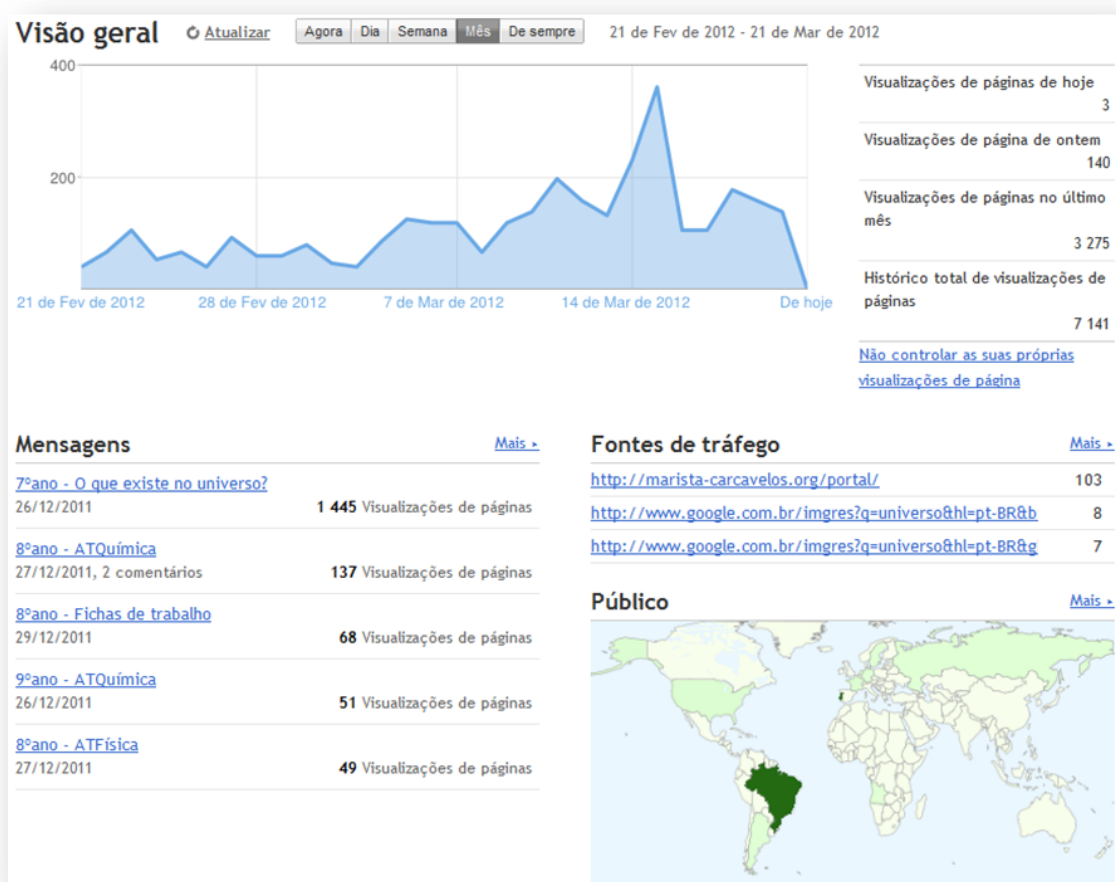 Visão geral Atualizar Agora Dia Semana Mês De sempre 21 de Fev de 2012 - 21 de Mar de 2012
400
200
21 de Fev de 2012 28 de Fev de 2012 7 de Mar de 2012 14 de Mar de 2012 De hoje
Visualizações de páginas de hoje
3
Visualizações de página de ontem
140
Visualizações de páginas no último
mês
3 275
Histórico total de visualizações de
páginas
7 141
Não controlar as suas próprias
visualizações de página
Mensagens Mais
7ºano - O que existe no universo?
26/12/2011 1 445 Visualizações de páginas
8ºano - ATQuímica
27/12/2011, 2 comentários 137 Visualizações de páginas
8ºano - Fichas de trabalho
29/12/2011 68 Visualizações de páginas
9ºano - ATQuímica
26/12/2011 51 Visualizações de páginas
8ºano - ATFísica
27/12/2011 49 Visualizações de páginas
Fontes de tráfego Mais
http://marista-carcavelos.org/portal/ 103
http://www.google.com.br/imgres?q=universo&hl=pt-BR&b 8
http://www.google.com.br/imgres?q=universo&hl=pt-BR&g 7
Público Mais